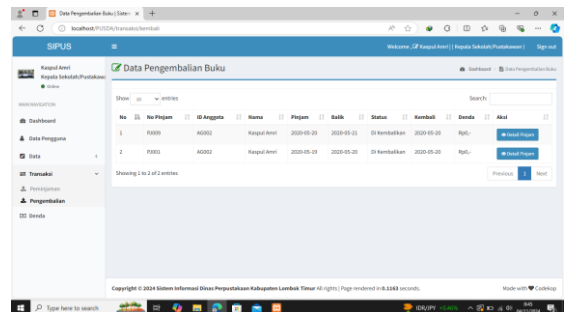 Data Pengembalian Buku | Sister
localhost/PUSDA/transaksi/kembali
SIPUS
Welcome, Kaspul Amri | ( Kepala Sekolah/Pustakawan )
Sign out
Kaspul Amri
Kepala Sekolah/Pustakawan
Online
MAIN NAVIGATION
Dashboard
Data Pengguna
Data
Transaksi
Peminjaman
Pengembalian
Denda
Data Pengembalian Buku
Dashboard
Data Pengembalian Buku
Show 10 entries
Search:
No No Pinjam ID Anggota Nama Pinjam Balik Status Kembali Denda Aksi
1 PJ009 AG002 Kaspul Amri 2020-05-20 2020-05-21 Di Kembalikan 2020-05-20 Rp0,- Detail Pinjam
2 PJ001 AG002 Kaspul Amri 2020-05-19 2020-05-20 Di Kembalikan 2020-05-20 Rp0,- Detail Pinjam
Showing 1 to 2 of 2 entries
Previous 1 Next
Copyright © 2024 Sistem Informasi Dinas Perpustakaan Kabupaten Lombok Timur All rights | Page rendered in 0.1163 seconds.
Made with ♥ Codekop
Type here to search
IDR/JPY +0.46%